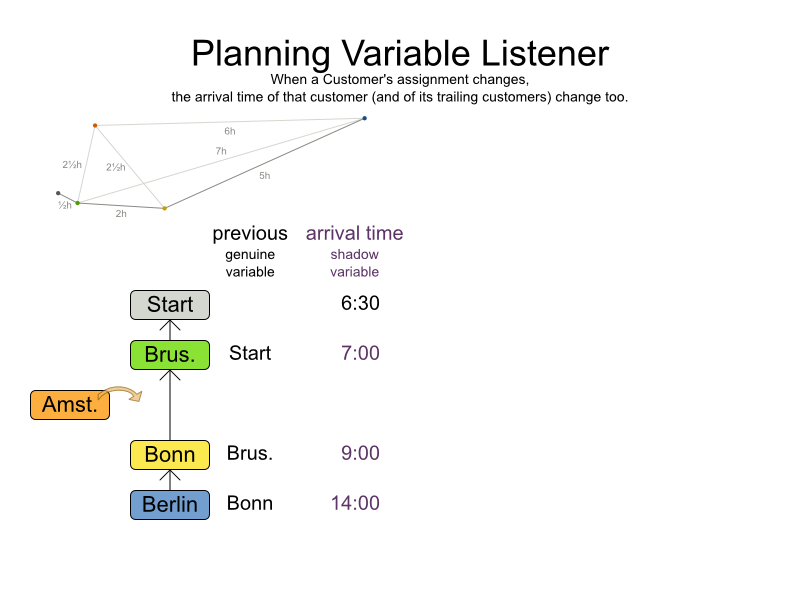 Planning Variable Listener
When a Customer's assignment changes,
the arrival time of that customer (and of its trailing customers) change too.
6h
7h
2½h
2½h
5h
½h
2h
previous
arrival time
genuine
shadow
variable
variable
Start
6:30
Brus.
Start
7:00
Amst.
Bonn
Brus.
9:00
Berlin
Bonn
14:00